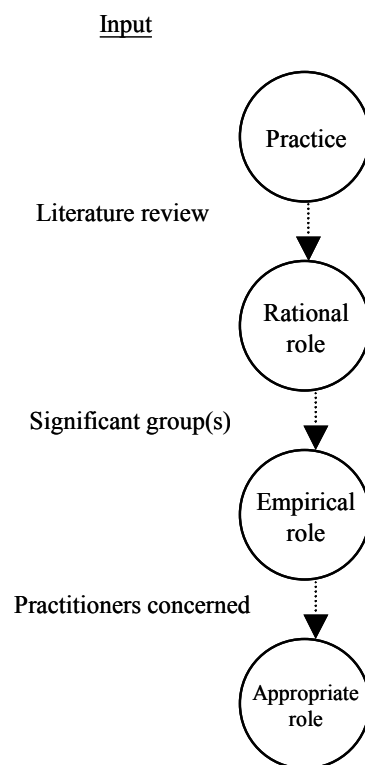 Input
Practice
Literature review
Rational
role
Significant group(s)
Empirical
role
Practitioners concerned
Appropriate
role